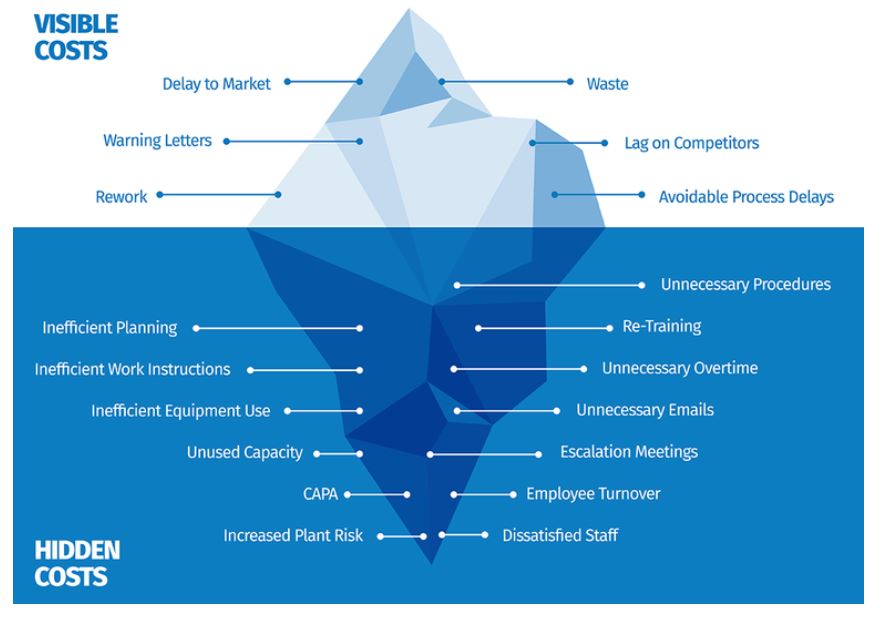 VISIBLE
COSTS
Delay to Market
Waste
Warning Letters
Lag on Competitors
Rework
Avoidable Process Delays
Unnecessary Procedures
Inefficient Planning
Re-Training
Inefficient Work Instructions
Unnecessary Overtime
Inefficient Equipment Use
Unnecessary Emails
Unused Capacity
Escalation Meetings
CAPA
Employee Turnover
Increased Plant Risk
Dissatisfied Staff
HIDDEN
COSTS